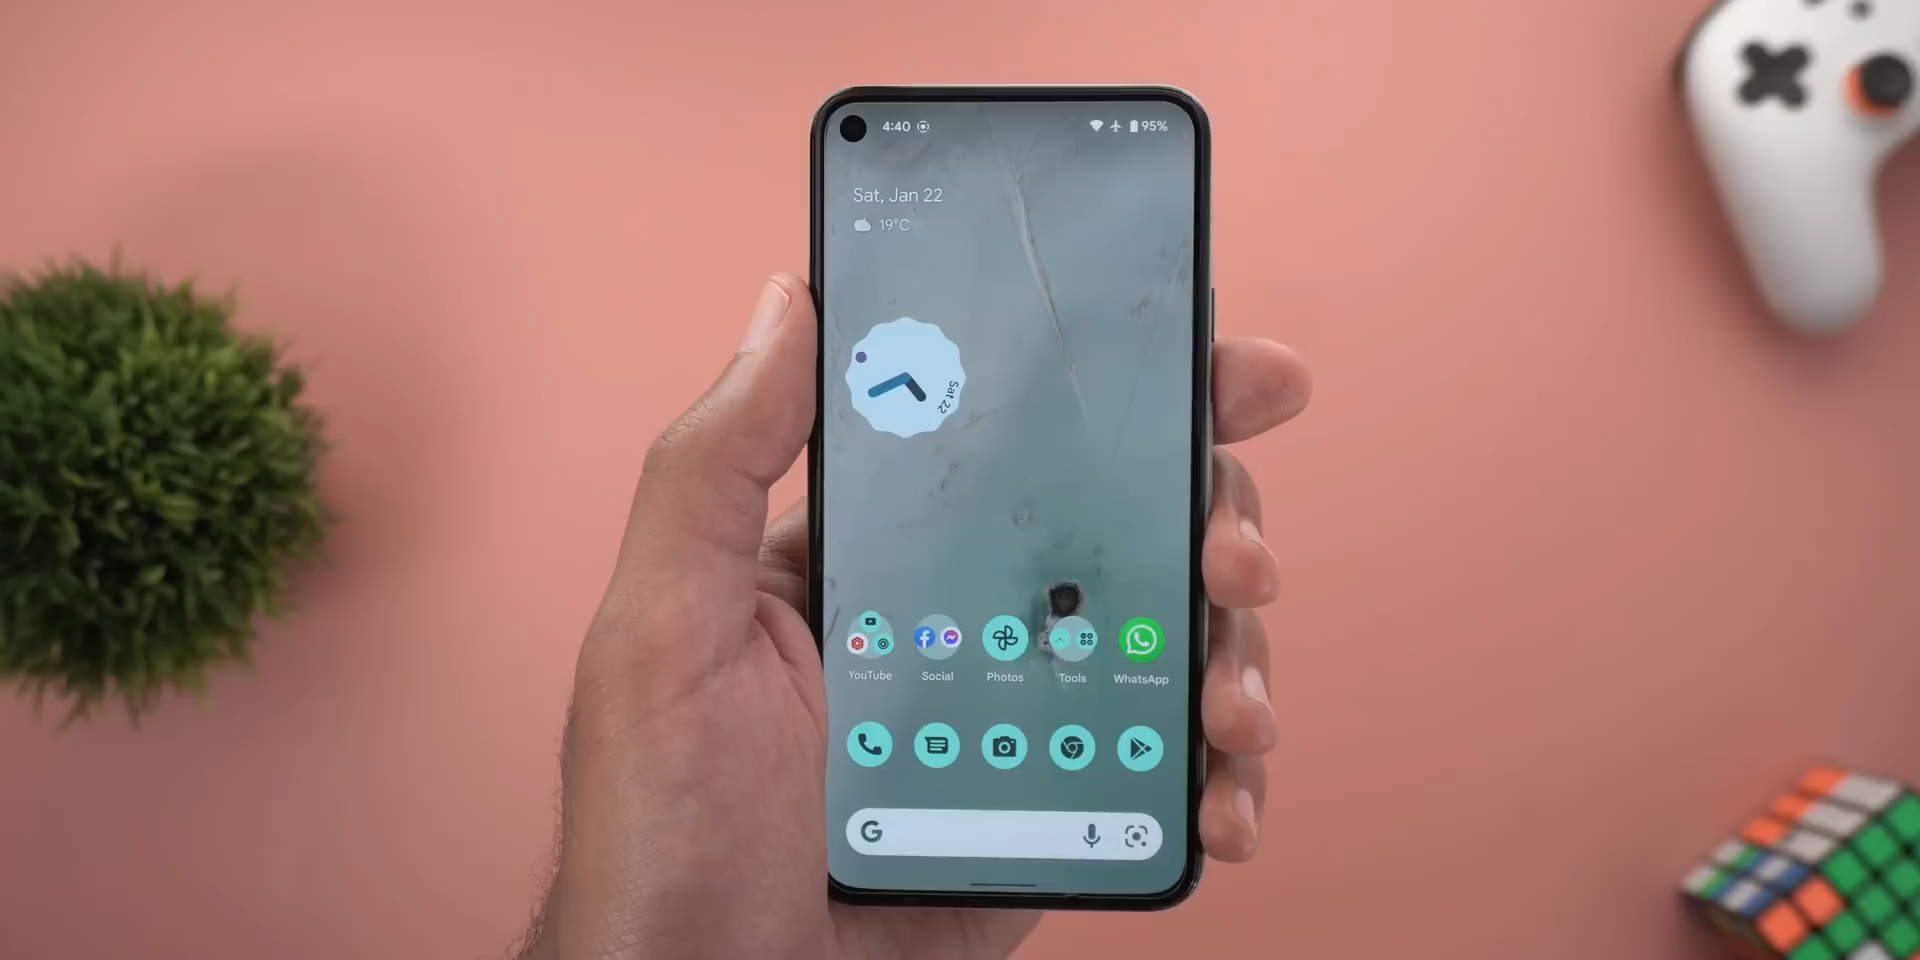 4:40 95%
Sat, Jan 22
19°C
Sat 22
YouTube Social Photos Tools WhatsApp
G